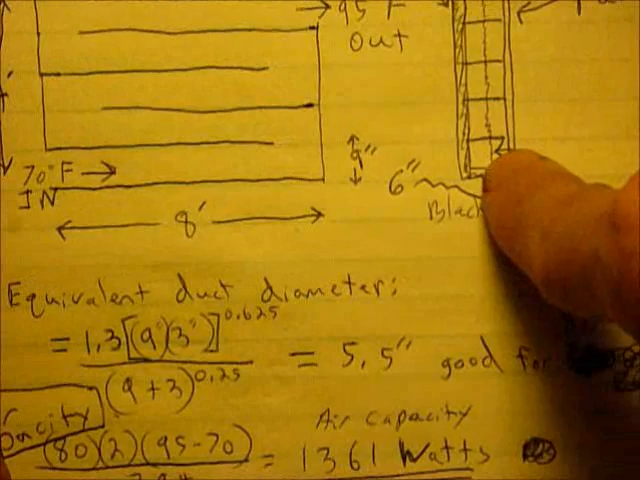 95°F
out
9"
70°F
IN
6"
Black
8'
Equivalent duct diameter:
= 1.3[(9")(3")]^0.625
(9+3)^0.25
= 5.5" good for
Air capacity
(80)(2)(95-70)
= 1361 Watts